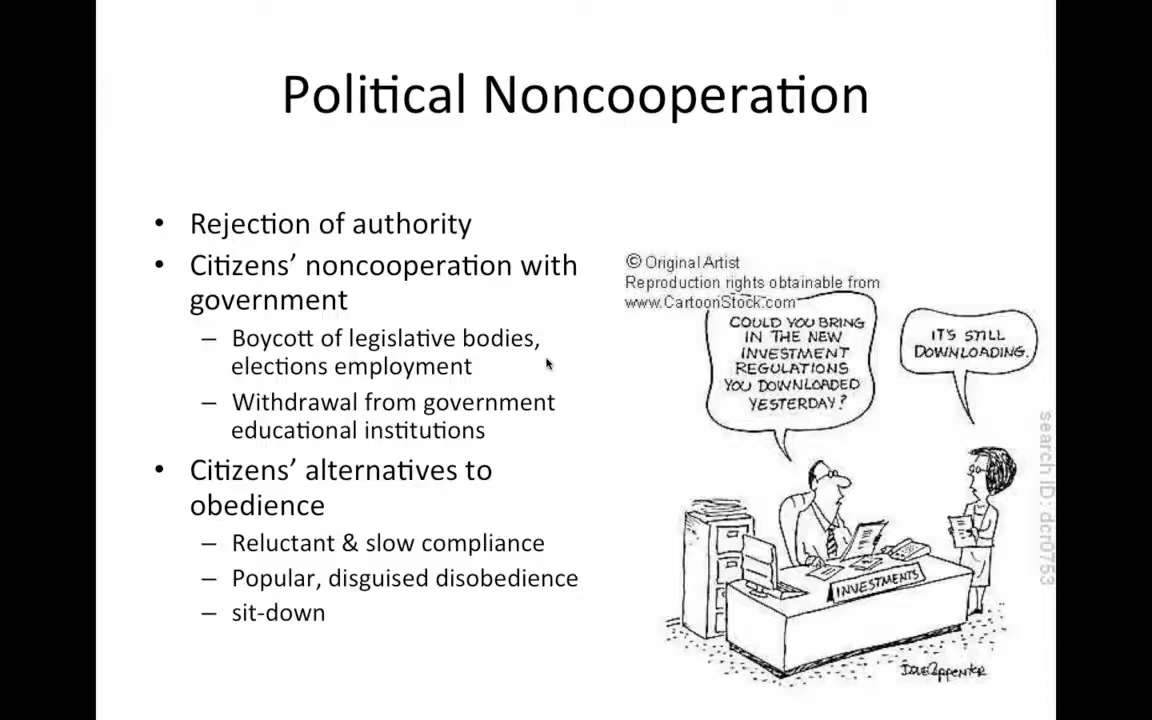 Political Noncooperation
• Rejection of authority
• Citizens’ noncooperation with
government
– Boycott of legislative bodies,
elections employment
– Withdrawal from government
educational institutions
• Citizens’ alternatives to
obedience
– Reluctant & slow compliance
– Popular, disguised disobedience
– sit-down
© Original Artist
Reproduction rights obtainable from
www.CartoonStock.com
COULD YOU BRING
IN THE NEW
INVESTMENT
REGULATIONS
YOU DOWNLOADED
YESTERDAY?
IT'S STILL
DOWNLOADING.
INVESTMENTS
search ID: dcr0753